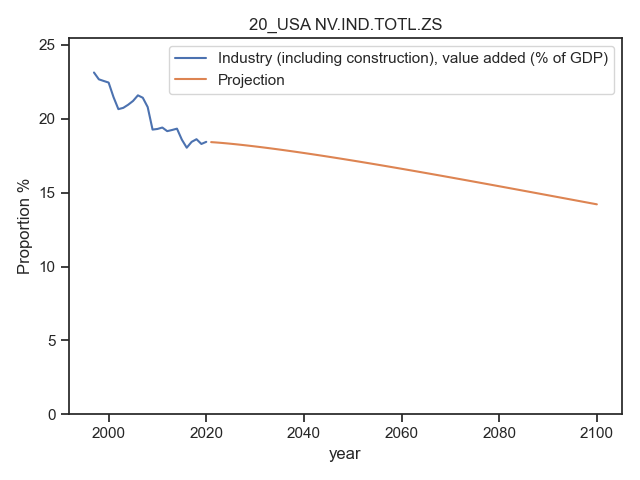 20_USA NV.IND.TOTL.ZS
Industry (including construction), value added (% of GDP)
Projection
Proportion %
25
20
15
10
5
0
2000 2020 2040 2060 2080 2100
year